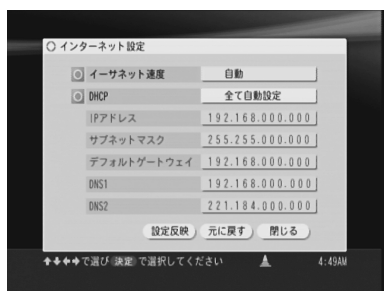 インターネット設定
イーサネット速度 自動
DHCP 全て自動設定
IPアドレス 192.168.000.000
サブネットマスク 255.255.000.000
デフォルトゲートウェイ 192.168.000.000
DNS1 192.168.000.000
DNS2 221.184.000.000
設定反映 元に戻す 閉じる
で選び 決定 で選択してください 4:49AM